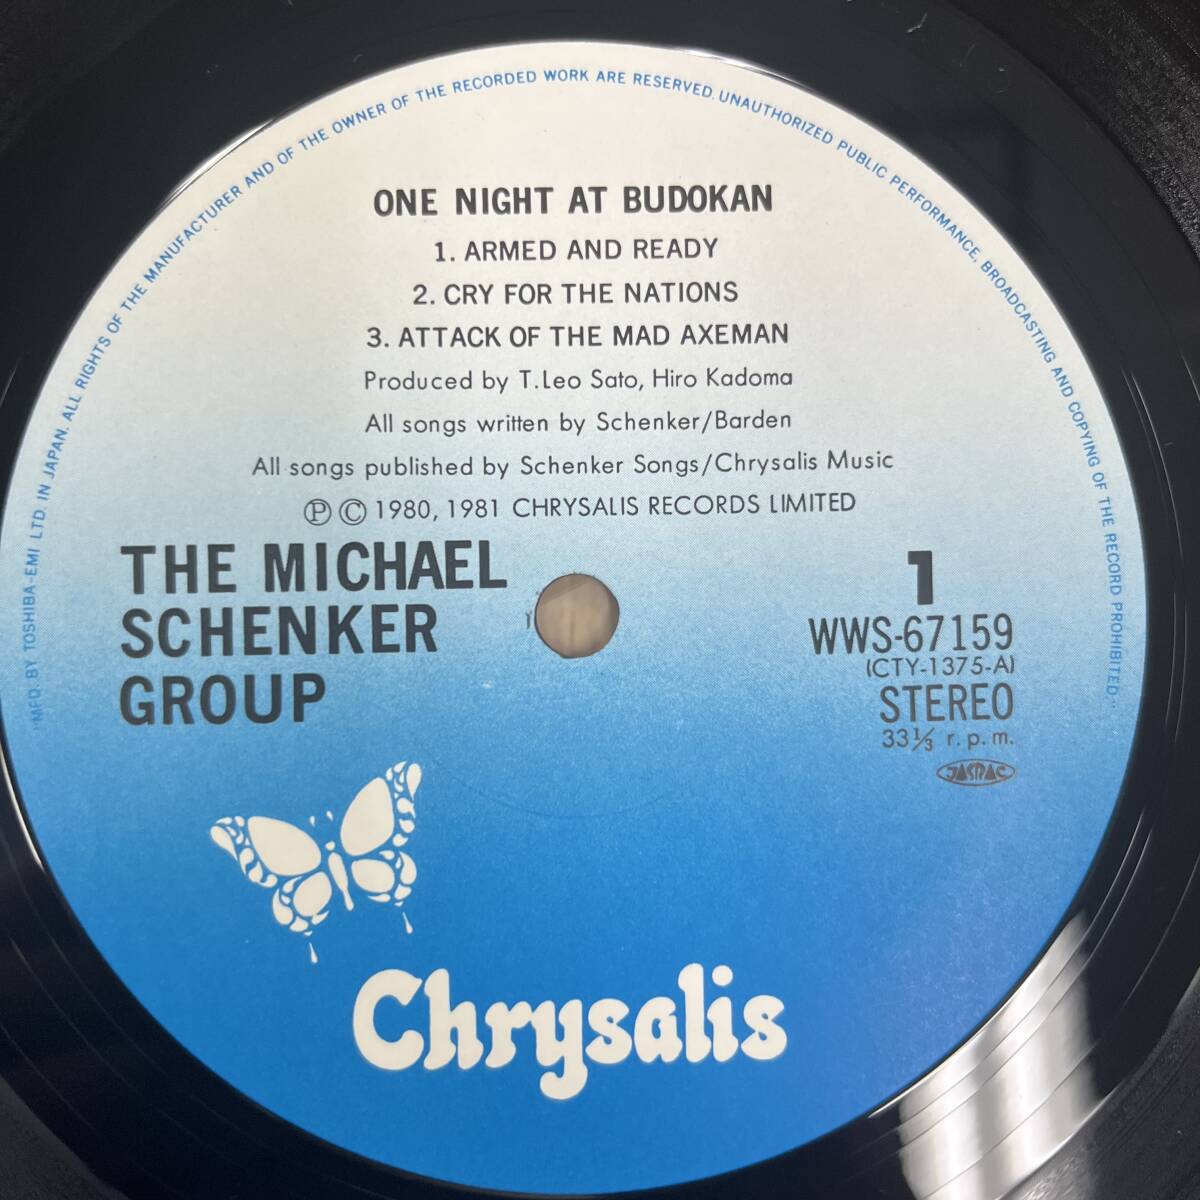 "MFD. BY TOSHIBA-EMI LTD. IN JAPAN. ALL RIGHTS OF THE MANUFACTURER AND OF THE OWNER OF THE RECORDED WORK ARE RESERVED. UNAUTHORIZED PUBLIC PERFORMANCE, BROADCASTING AND COPYING OF THE RECORD PROHIBITED."
ONE NIGHT AT BUDOKAN
1. ARMED AND READY
2. CRY FOR THE NATIONS
3. ATTACK OF THE MAD AXEMAN
Produced by T.Leo Sato, Hiro Kadoma
All songs written by Schenker/Barden
All songs published by Schenker Songs/Chrysalis Music
Ⓟ Ⓒ 1980, 1981 CHRYSALIS RECORDS LIMITED
THE MICHAEL
SCHENKER
GROUP
1
WWS-67159
(CTY-1375-A)
STEREO
33⅓ r.p.m.
JASRAC
Chrysalis